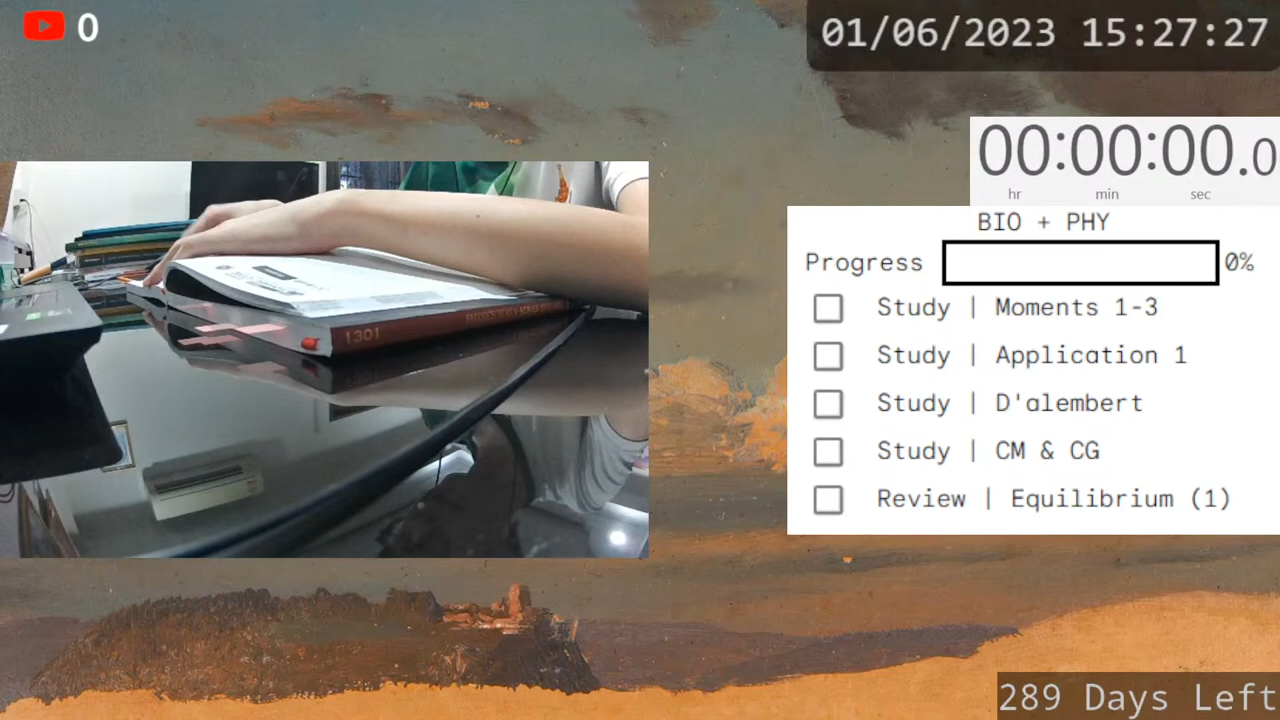 0
01/06/2023 15:27:27
00:00:00.0
hr min sec
BIO + PHY
Progress 0%
Study | Moments 1-3
Study | Application 1
Study | D'alembert
Study | CM & CG
Review | Equilibrium (1)
1301
289 Days Left